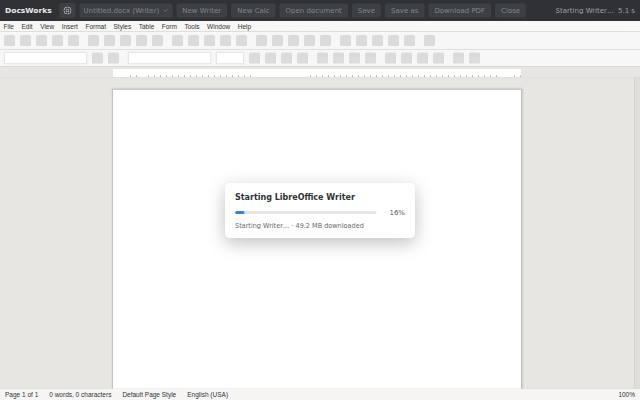 DocsWorks Untitled.docx (Writer) New Writer New Calc Open document Save Save as Download PDF Close Starting Writer... 5.1 s
File Edit View Insert Format Styles Table Form Tools Window Help
Starting LibreOffice Writer
16%
Starting Writer... · 49.2 MB downloaded
Page 1 of 1 0 words, 0 characters Default Page Style English (USA) 100%